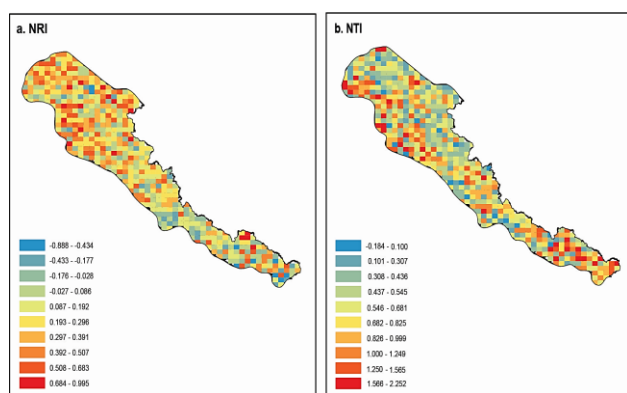 a. NRI
-0.888 - -0.434
-0.433 - -0.177
-0.176 - -0.028
-0.027 - 0.086
0.087 - 0.192
0.193 - 0.296
0.297 - 0.391
0.392 - 0.507
0.508 - 0.683
0.684 - 0.995
b. NTI
-0.184 - 0.100
0.101 - 0.307
0.308 - 0.436
0.437 - 0.545
0.546 - 0.681
0.682 - 0.825
0.826 - 0.999
1.000 - 1.249
1.250 - 1.565
1.566 - 2.252